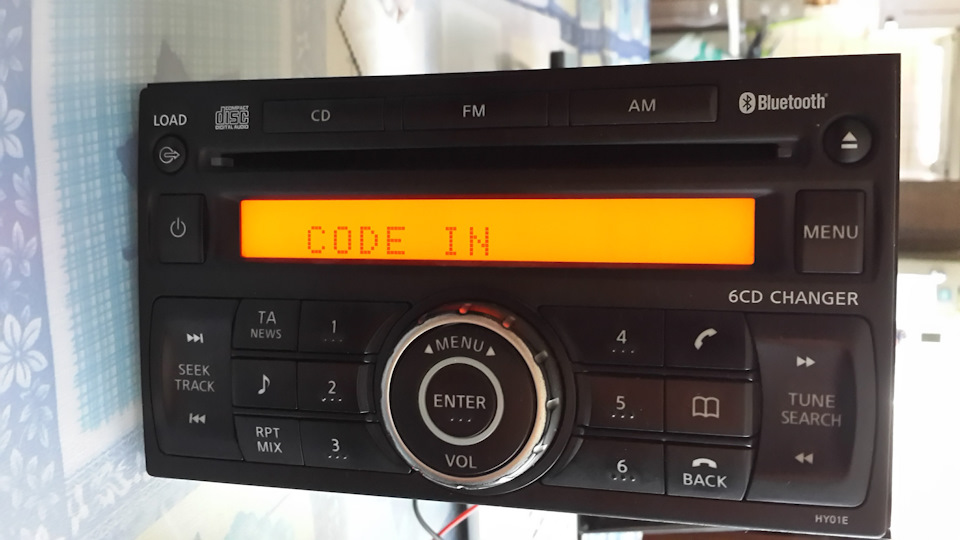 LOAD
COMPACT
disc
DIGITAL AUDIO
CD
FM
AM
Bluetooth®
CODE IN
MENU
6CD CHANGER
SEEK
TRACK
TA
NEWS
1
2
RPT
MIX
3
MENU
ENTER
VOL
4
5
6
BACK
TUNE
SEARCH
HY01E